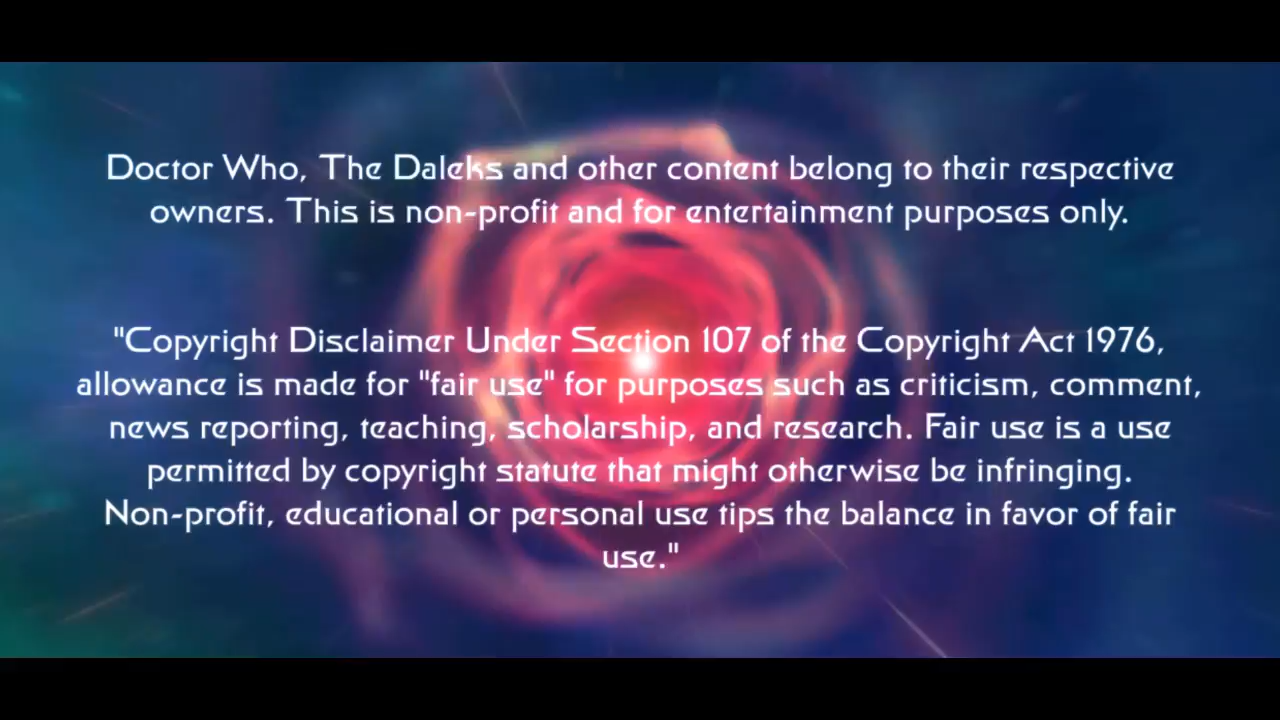 Doctor Who, The Daleks and other content belong to their respective
owners. This is non-profit and for entertainment purposes only.
"Copyright Disclaimer Under Section 107 of the Copyright Act 1976,
allowance is made for "fair use" for purposes such as criticism, comment,
news reporting, teaching, scholarship, and research. Fair use is a use
permitted by copyright statute that might otherwise be infringing.
Non-profit, educational or personal use tips the balance in favor of fair
use."